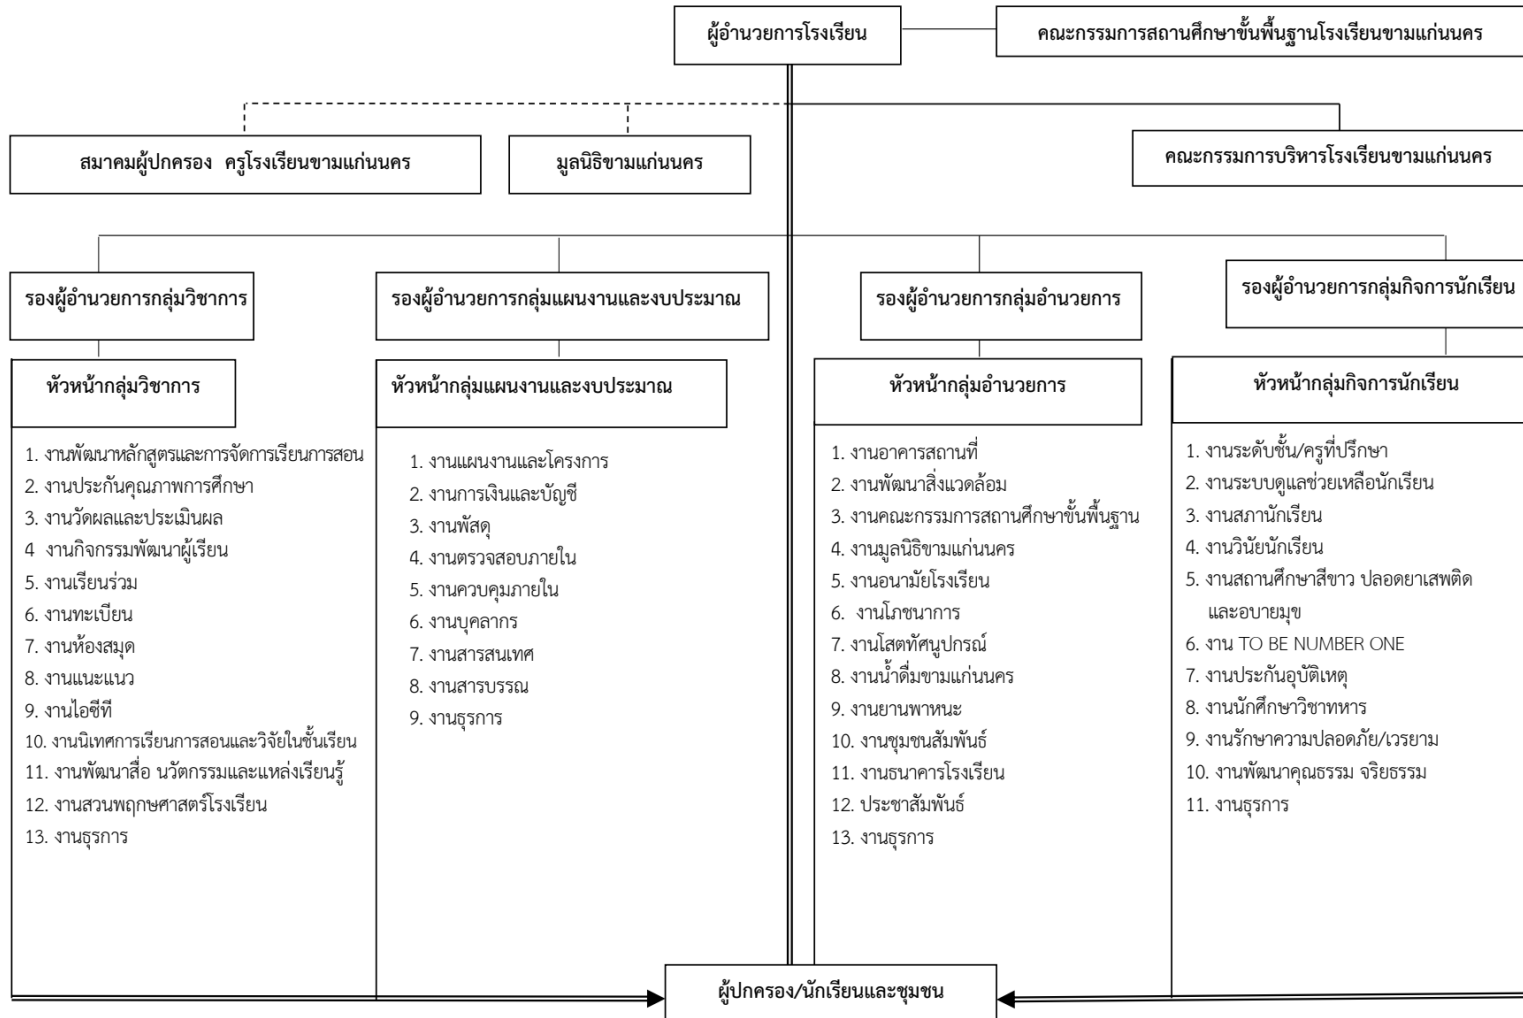 ผู้อำนวยการโรงเรียน
คณะกรรมการสถานศึกษาขั้นพื้นฐานโรงเรียนขามแก่นนคร
สมาคมผู้ปกครอง ครูโรงเรียนขามแก่นนคร
มูลนิธิขามแก่นนคร
คณะกรรมการบริหารโรงเรียนขามแก่นนคร
รองผู้อำนวยการกลุ่มวิชาการ
รองผู้อำนวยการกลุ่มแผนงานและงบประมาณ
รองผู้อำนวยการกลุ่มอำนวยการ
รองผู้อำนวยการกลุ่มกิจการนักเรียน
หัวหน้ากลุ่มวิชาการ
หัวหน้ากลุ่มแผนงานและงบประมาณ
หัวหน้ากลุ่มอำนวยการ
หัวหน้ากลุ่มกิจการนักเรียน
1. งานพัฒนาหลักสูตรและการจัดการเรียนการสอน
2. งานประกันคุณภาพการศึกษา
3. งานวัดผลและประเมินผล
4 งานกิจกรรมพัฒนาผู้เรียน
5. งานเรียนร่วม
6. งานทะเบียน
7. งานห้องสมุด
8. งานแนะแนว
9. งานไอซีที
10. งานนิเทศการเรียนการสอนและวิจัยในชั้นเรียน
11. งานพัฒนาสื่อ นวัตกรรมและแหล่งเรียนรู้
12. งานสวนพฤกษศาสตร์โรงเรียน
13. งานธุรการ
1. งานแผนงานและโครงการ
2. งานการเงินและบัญชี
3. งานพัสดุ
4. งานตรวจสอบภายใน
5. งานควบคุมภายใน
6. งานบุคลากร
7. งานสารสนเทศ
8. งานสารบรรณ
9. งานธุรการ
1. งานอาคารสถานที่
2. งานพัฒนาสิ่งแวดล้อม
3. งานคณะกรรมการสถานศึกษาขั้นพื้นฐาน
4. งานมูลนิธิขามแก่นนคร
5. งานอนามัยโรงเรียน
6. งานโภชนาการ
7. งานโสตทัศนูปกรณ์
8. งานน้ำดื่มขามแก่นนคร
9. งานยานพาหนะ
10. งานชุมชนสัมพันธ์
11. งานธนาคารโรงเรียน
12. ประชาสัมพันธ์
13. งานธุรการ
1. งานระดับชั้น/ครูที่ปรึกษา
2. งานระบบดูแลช่วยเหลือนักเรียน
3. งานสภานักเรียน
4. งานวินัยนักเรียน
5. งานสถานศึกษาสีขาว ปลอดยาเสพติด
และอบายมุข
6. งาน TO BE NUMBER ONE
7. งานประกันอุบัติเหตุ
8. งานนักศึกษาวิชาทหาร
9. งานรักษาความปลอดภัย/เวรยาม
10. งานพัฒนาคุณธรรม จริยธรรม
11. งานธุรการ
ผู้ปกครอง/นักเรียนและชุมชน